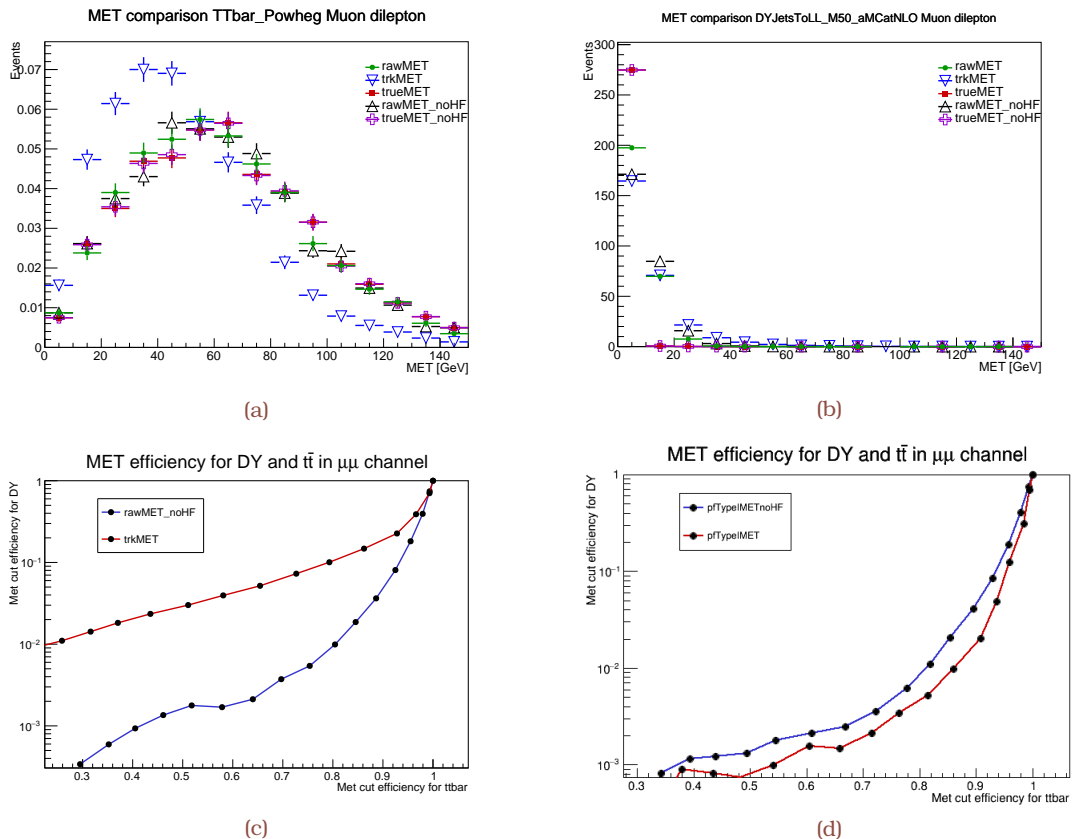 MET comparison TTbar_Powheg Muon dilepton
Events
0.07
0.06
0.05
0.04
0.03
0.02
0.01
0
0 20 40 60 80 100 120 140
MET [GeV]
rawMET
trkMET
trueMET
rawMET_noHF
trueMET_noHF
(a)
MET comparison DYJetsToLL_M50_aMCatNLO Muon dilepton
Events
300
250
200
150
100
50
0
0 20 40 60 80 100 120 140
MET [GeV]
rawMET
trkMET
trueMET
rawMET_noHF
trueMET_noHF
(b)
MET efficiency for DY and tt̄ in μμ channel
Met cut efficiency for DY
1
10⁻¹
10⁻²
10⁻³
rawMET_noHF
trkMET
0.3 0.4 0.5 0.6 0.7 0.8 0.9 1
Met cut efficiency for ttbar
(c)
MET efficiency for DY and tt̄ in μμ channel
Met cut efficiency for DY
1
10⁻¹
10⁻²
10⁻³
pfTypeIMETnoHF
pfTypeIMET
0.3 0.4 0.5 0.6 0.7 0.8 0.9 1
Met cut efficiency for ttbar
(d)